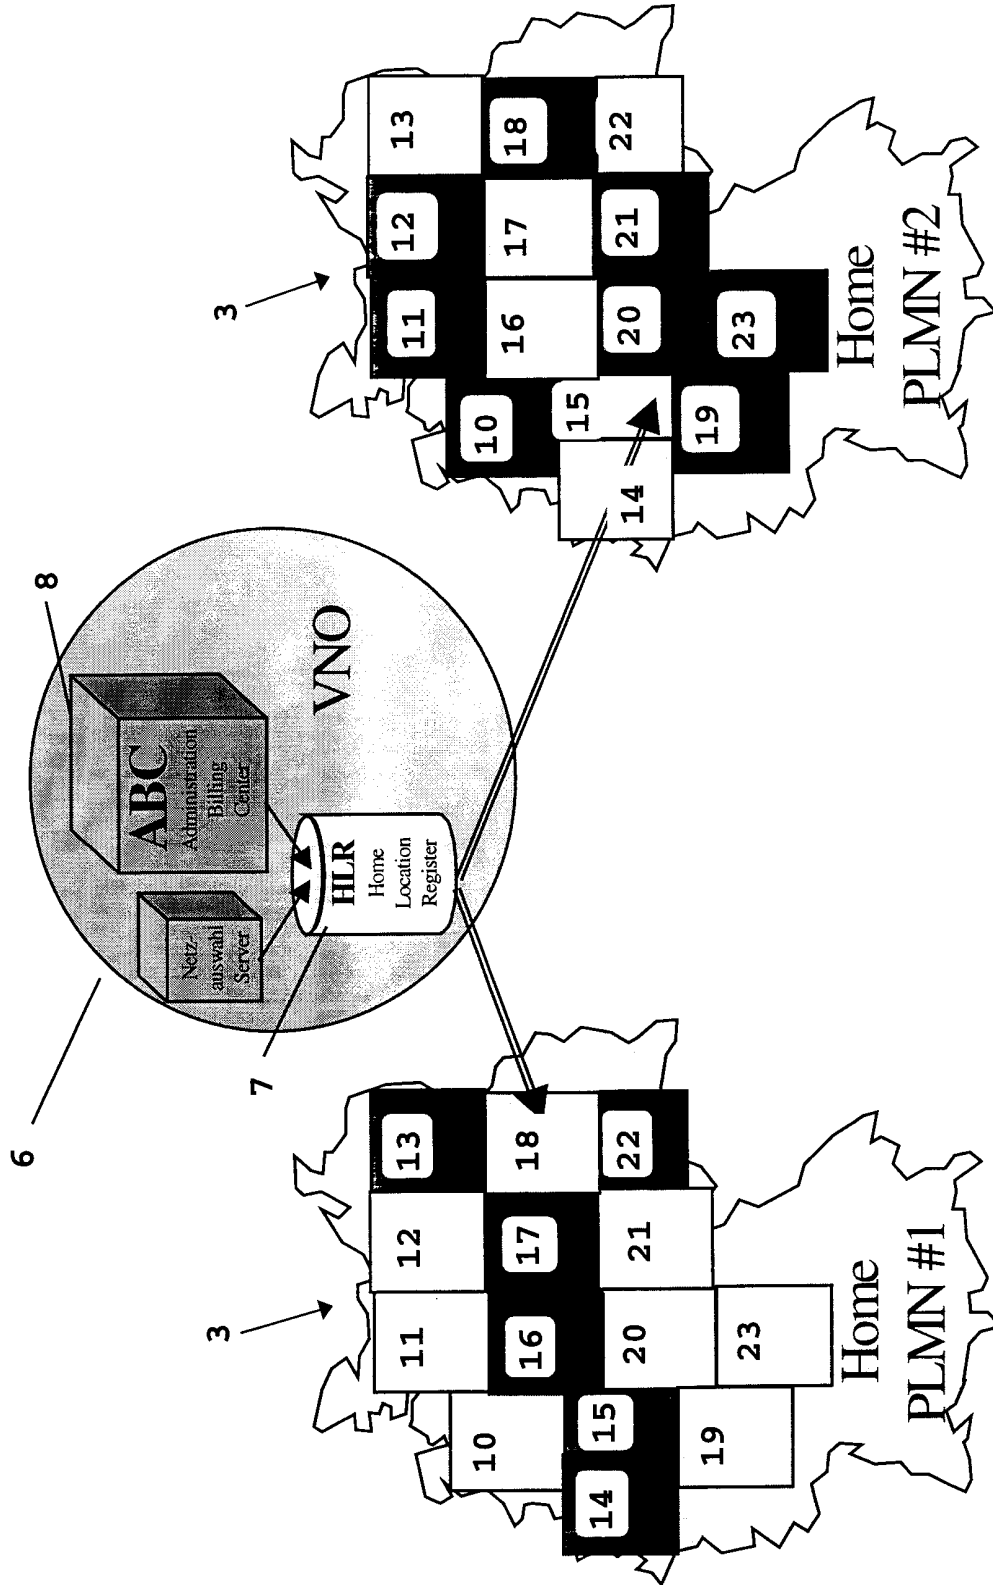 6
8
ABC
Administration
Billing
Center
Netz-
auswahl
Server
7
HLR
Home
Location
Register
VNO
3
10 11 12 13
14 15 16 17 18
19 20 21 22
23
Home
PLMN #1
3
10 11 12 13
14 15 16 17 18
19 20 21 22
23
Home
PLMN #2